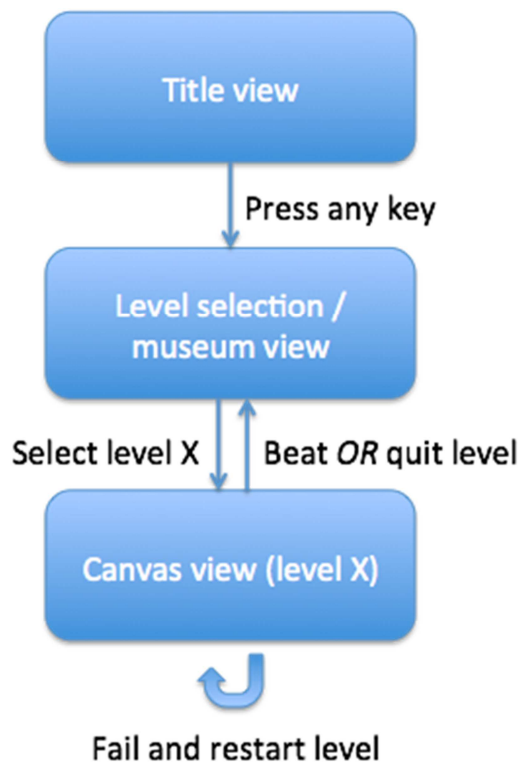 Title view
Press any key
Level selection /
museum view
Select level X
Beat OR quit level
Canvas view (level X)
Fail and restart level